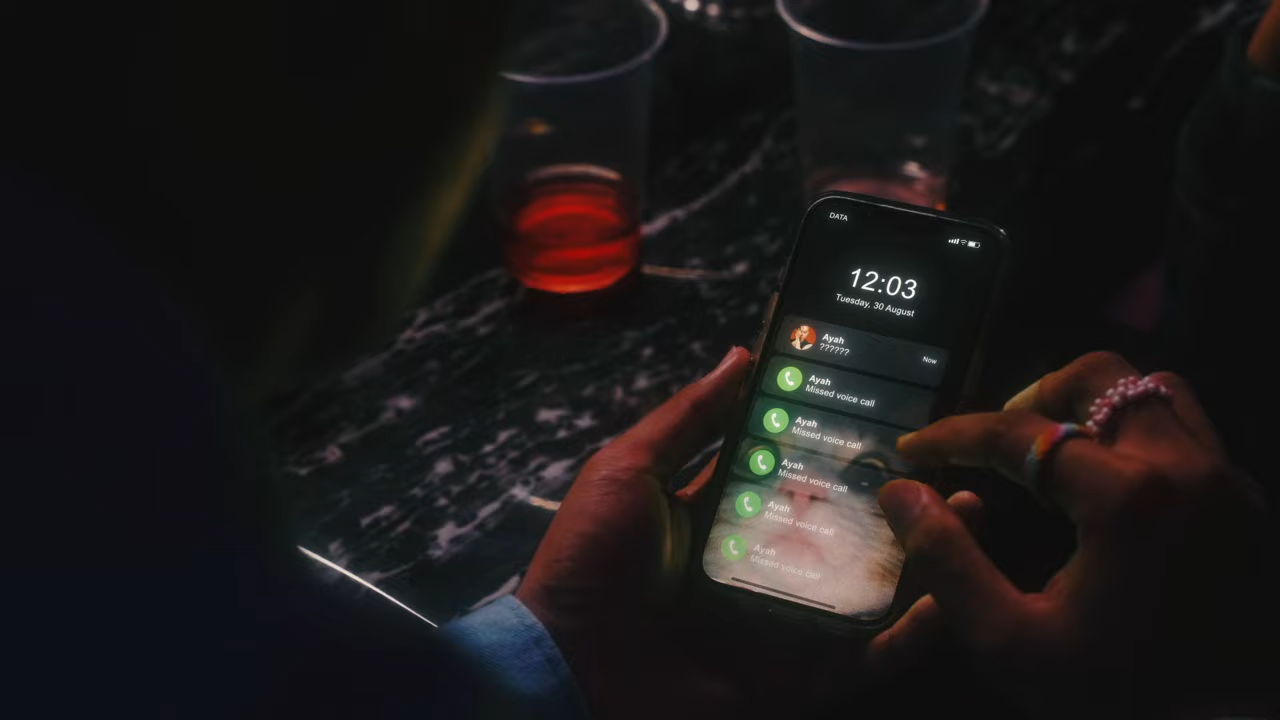 DATA
12:03
Tuesday, 30 August
Ayah
??????
Now
Ayah
Missed voice call
Ayah
Missed voice call
Ayah
Missed voice call
Ayah
Missed voice call
Ayah
Missed voice call